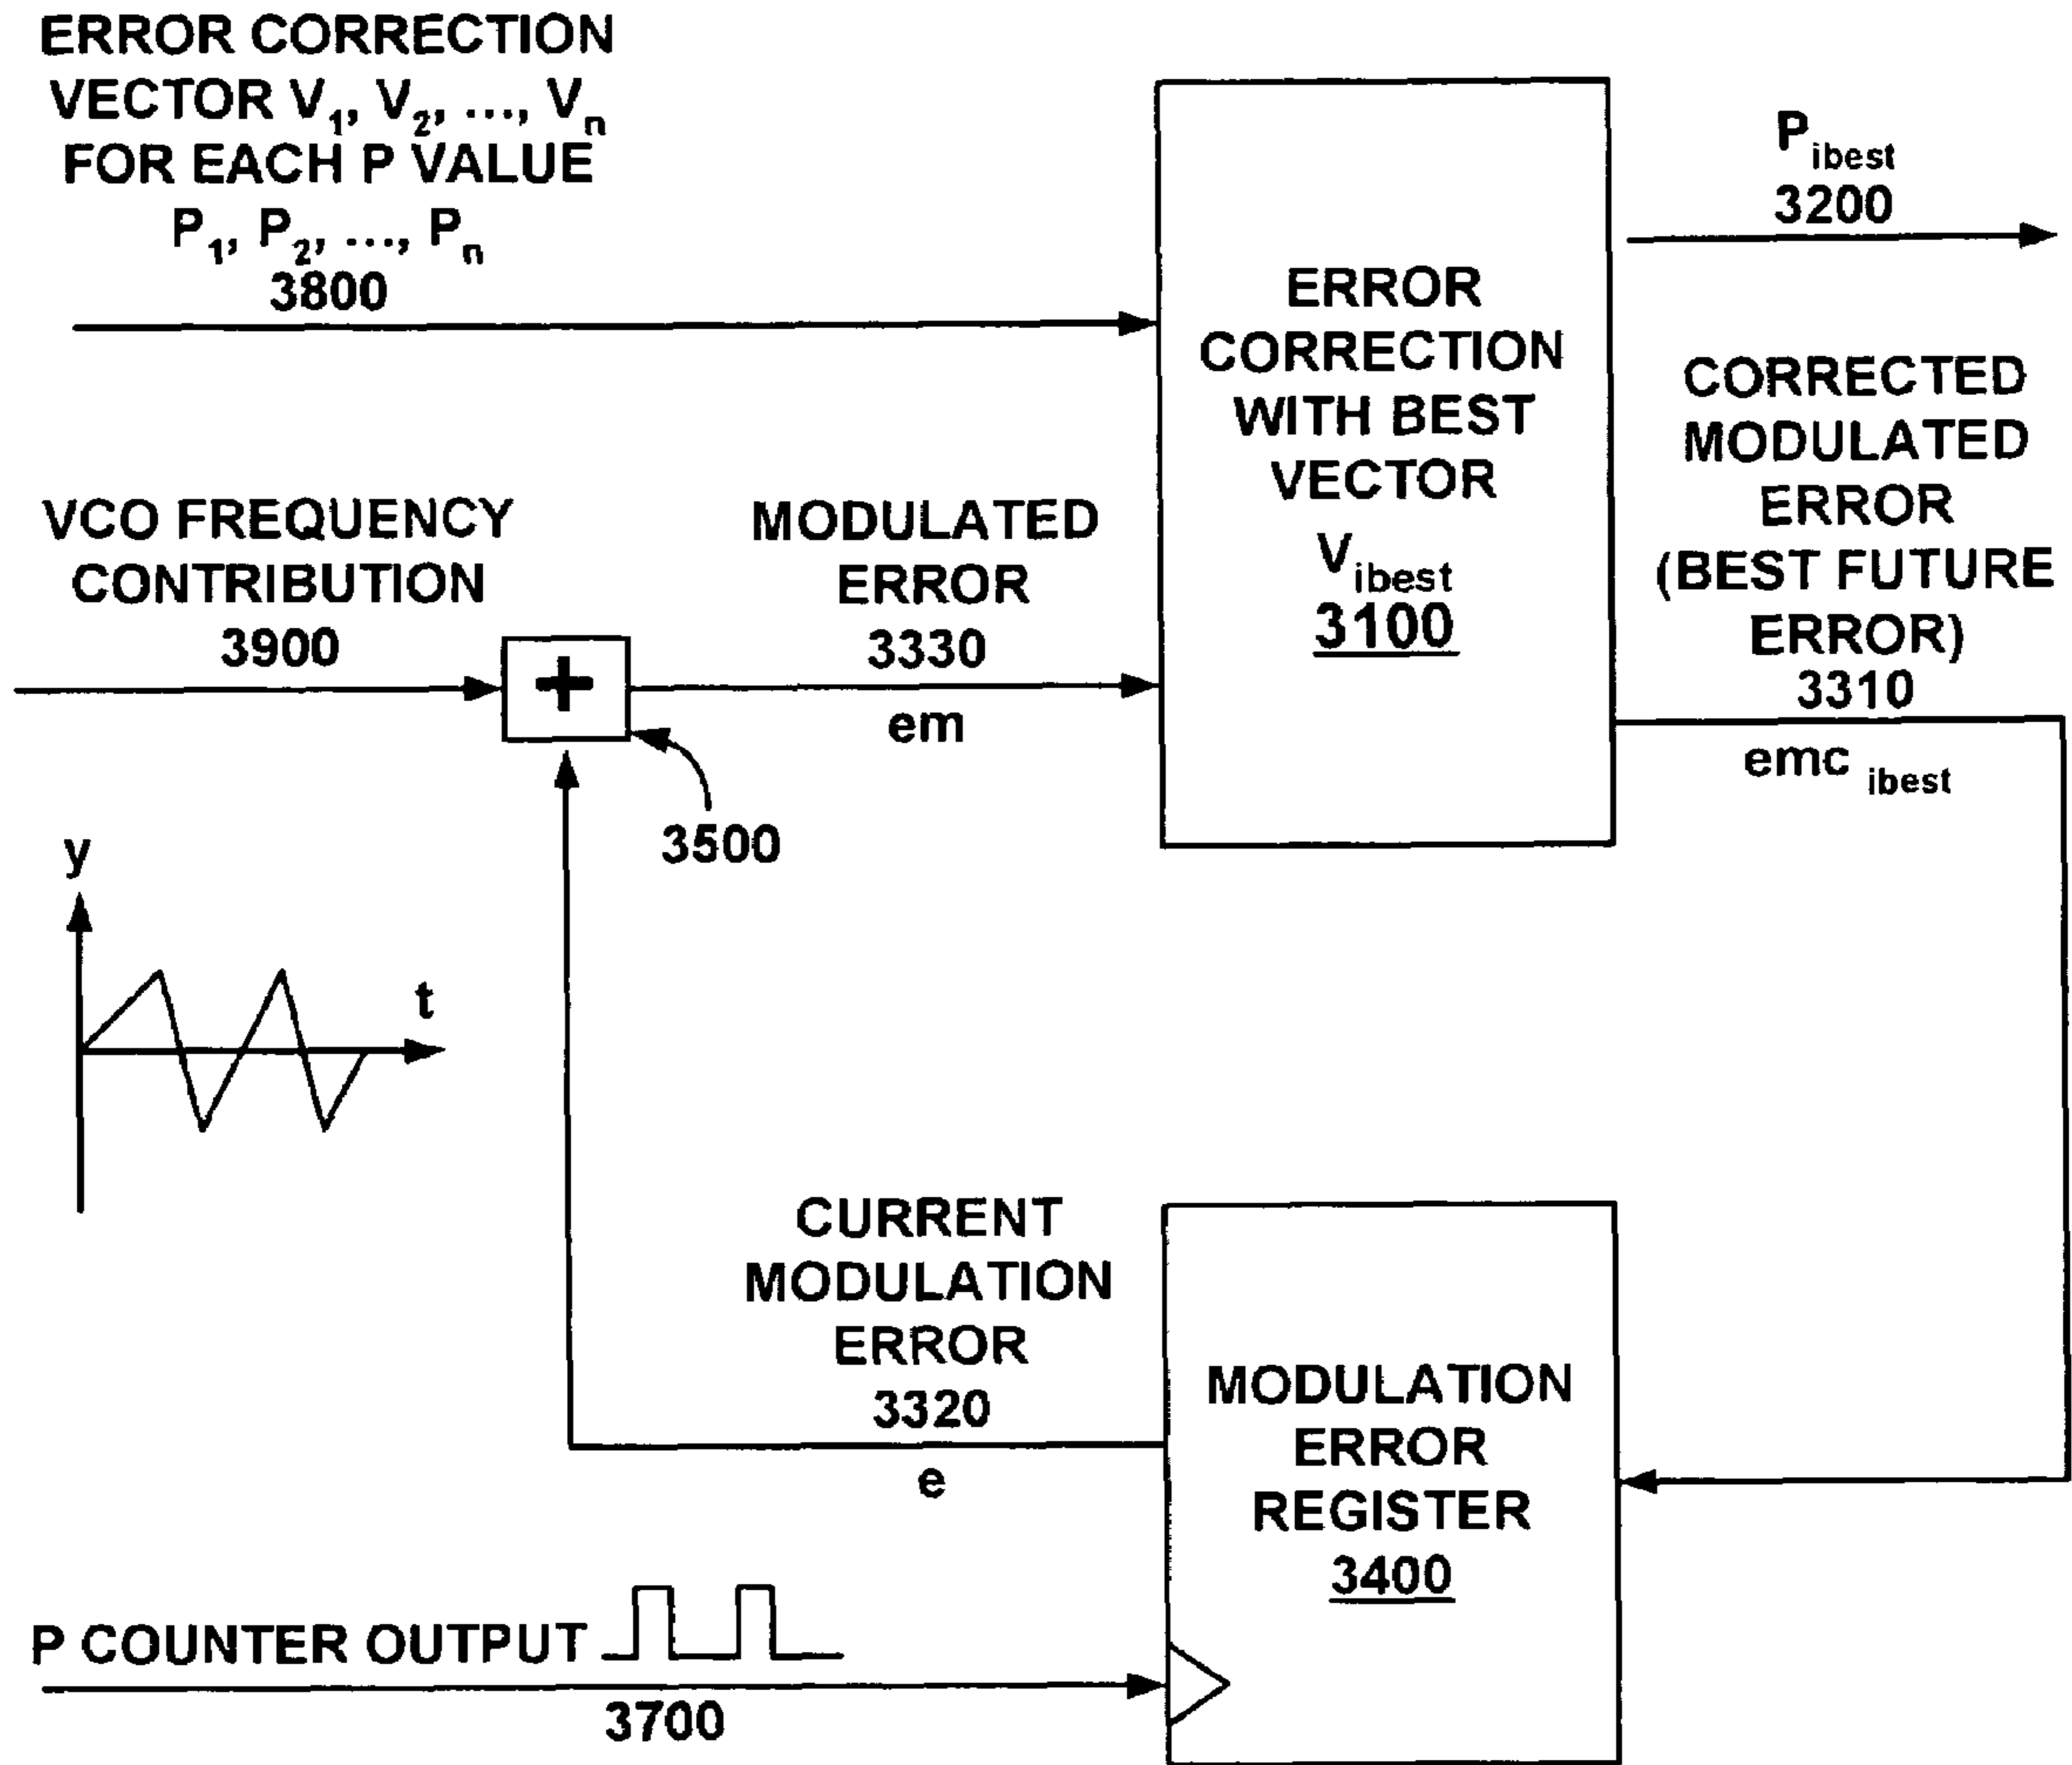 ERROR CORRECTION
VECTOR V1, V2, ..., Vn
FOR EACH P VALUE
P1, P2, ..., Pn
3800
VCO FREQUENCY
CONTRIBUTION
3900
+
3500
MODULATED
ERROR
3330
em
ERROR
CORRECTION
WITH BEST
VECTOR
Vibest
3100
Pibest
3200
CORRECTED
MODULATED
ERROR
(BEST FUTURE
ERROR)
3310
emc ibest
y
t
CURRENT
MODULATION
ERROR
3320
e
MODULATION
ERROR
REGISTER
3400
P COUNTER OUTPUT
3700